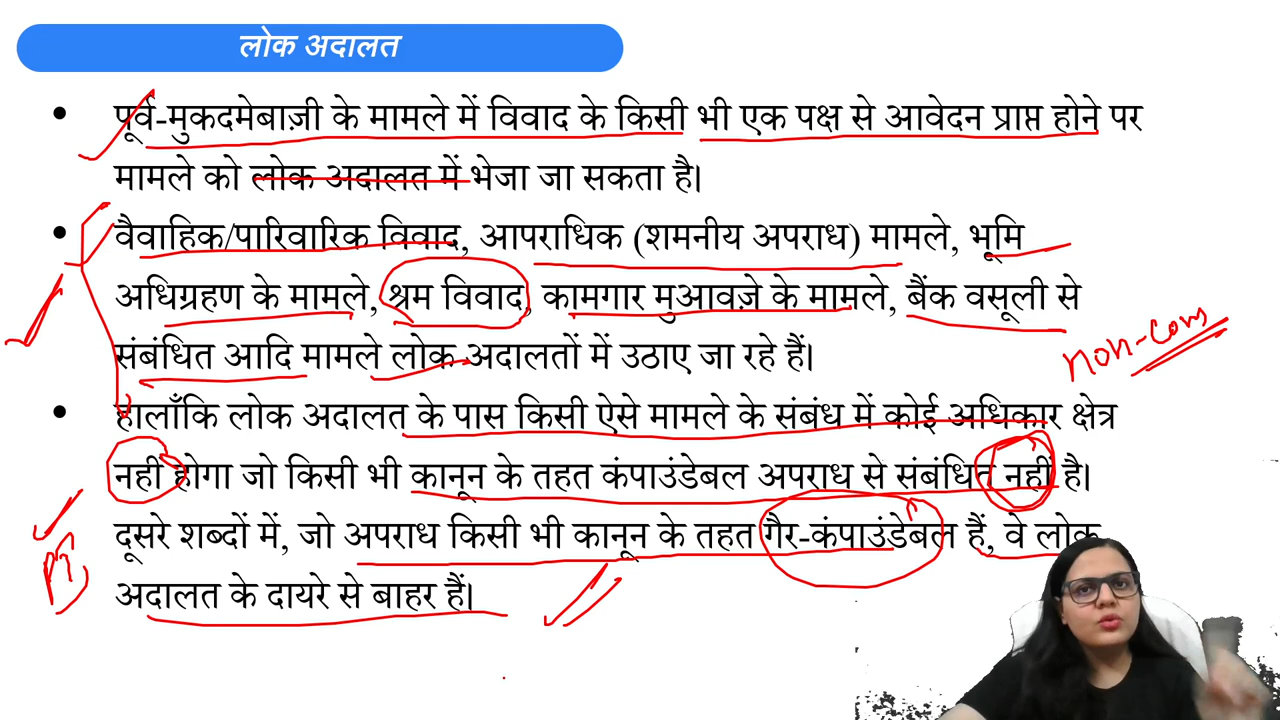 लोक अदालत
• पूर्व-मुकदमेबाज़ी के मामले में विवाद के किसी भी एक पक्ष से आवेदन प्राप्त होने पर
मामले को लोक अदालत में भेजा जा सकता है।
• वैवाहिक/पारिवारिक विवाद, आपराधिक (शमनीय अपराध) मामले, भूमि
अधिग्रहण के मामले, श्रम विवाद, कामगार मुआवज़े के मामले, बैंक वसूली से
संबंधित आदि मामले लोक अदालतों में उठाए जा रहे हैं।
non-com
• हालाँकि लोक अदालत के पास किसी ऐसे मामले के संबंध में कोई अधिकार क्षेत्र
नहीं होगा जो किसी भी कानून के तहत कंपाउंडेबल अपराध से संबंधित नहीं है।
दूसरे शब्दों में, जो अपराध किसी भी कानून के तहत गैर-कंपाउंडेबल हैं, वे लोक
अदालत के दायरे से बाहर हैं।